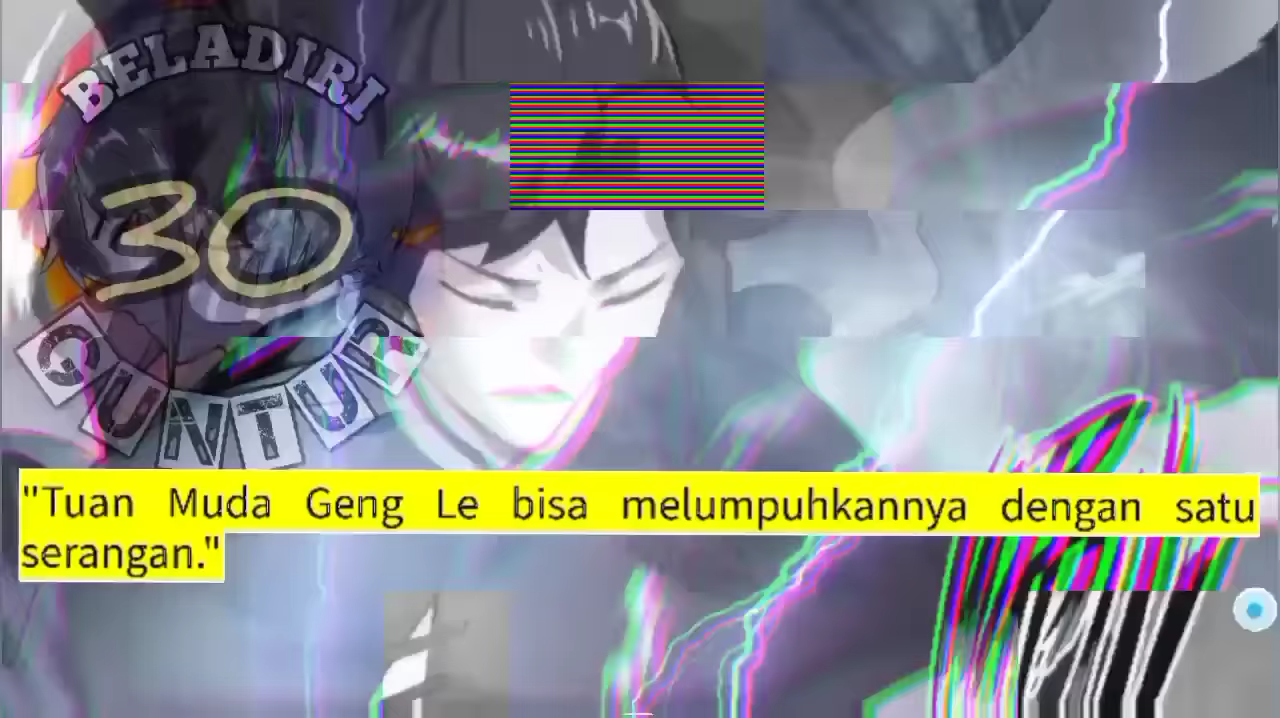 BELADIRI
30
GUNTUR
"Tuan Muda Geng Le bisa melumpuhkannya dengan satu
serangan."